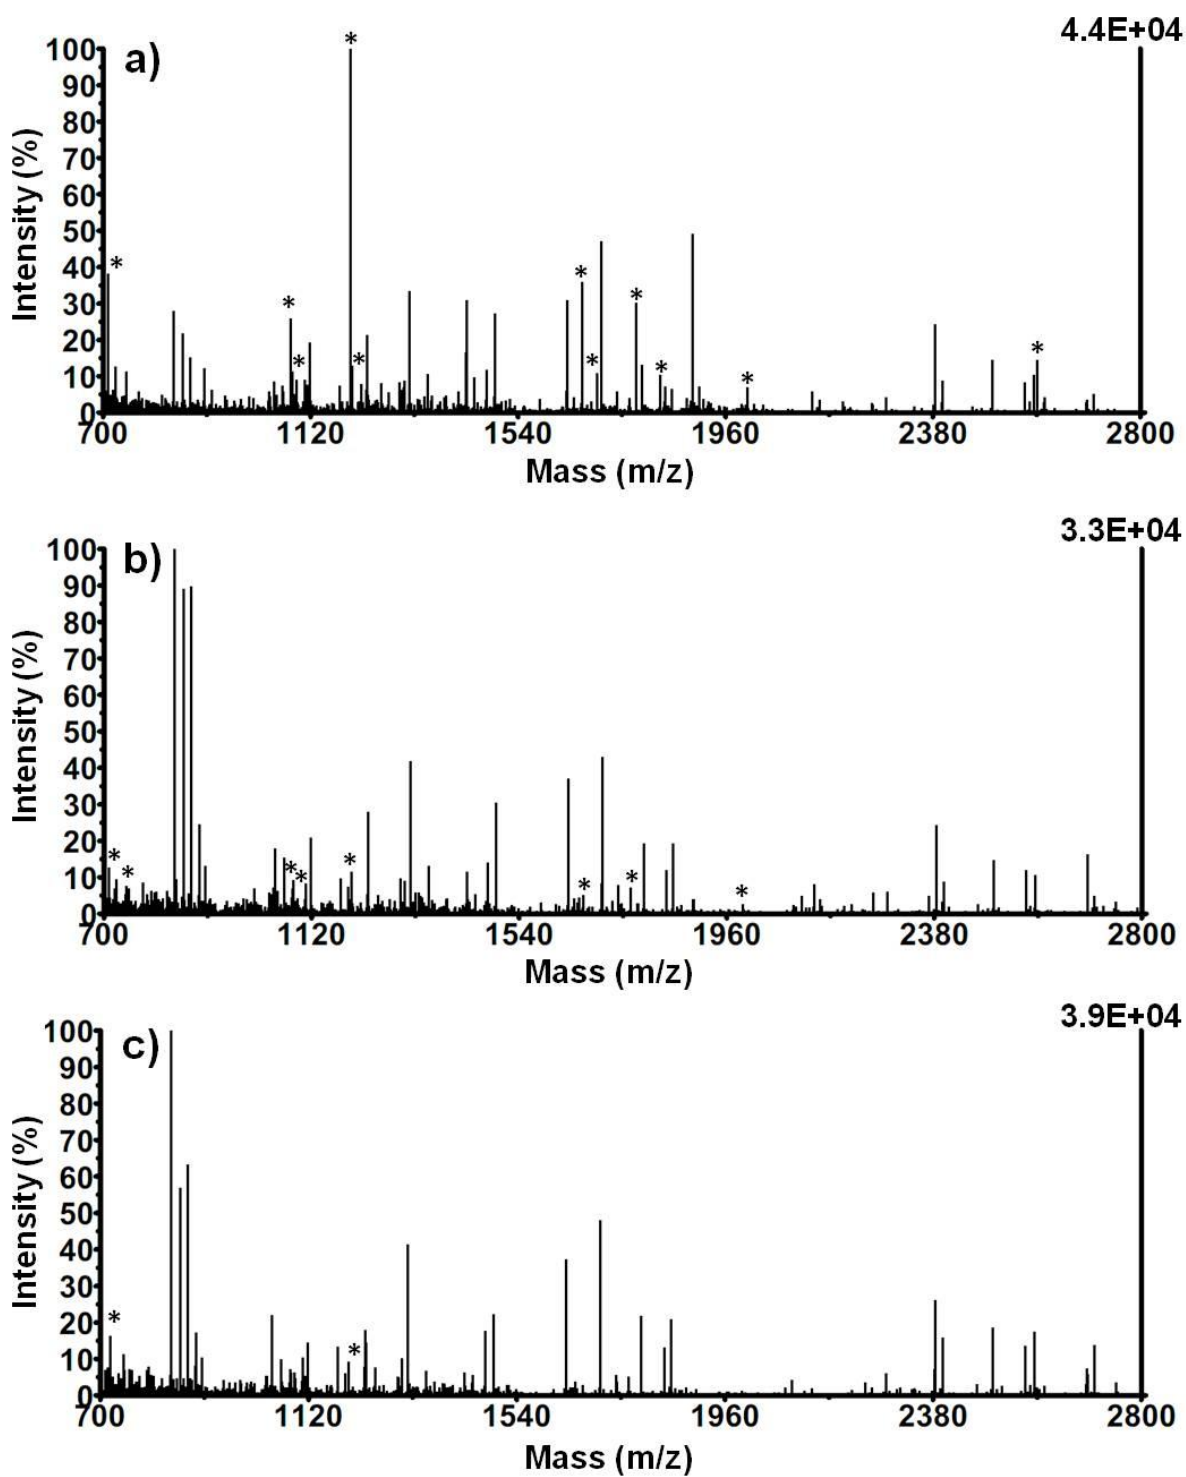 4.4E+04
a)
100
90
80
70
60
50
40
30
20
10
0
Intensity (%)
* * * * * * * * * * * *
700 1120 1540 1960 2380 2800
Mass (m/z)
3.3E+04
b)
100
90
80
70
60
50
40
30
20
10
0
Intensity (%)
* * * * * * * *
700 1120 1540 1960 2380 2800
Mass (m/z)
3.9E+04
c)
100
90
80
70
60
50
40
30
20
10
0
Intensity (%)
* *
700 1120 1540 1960 2380 2800
Mass (m/z)